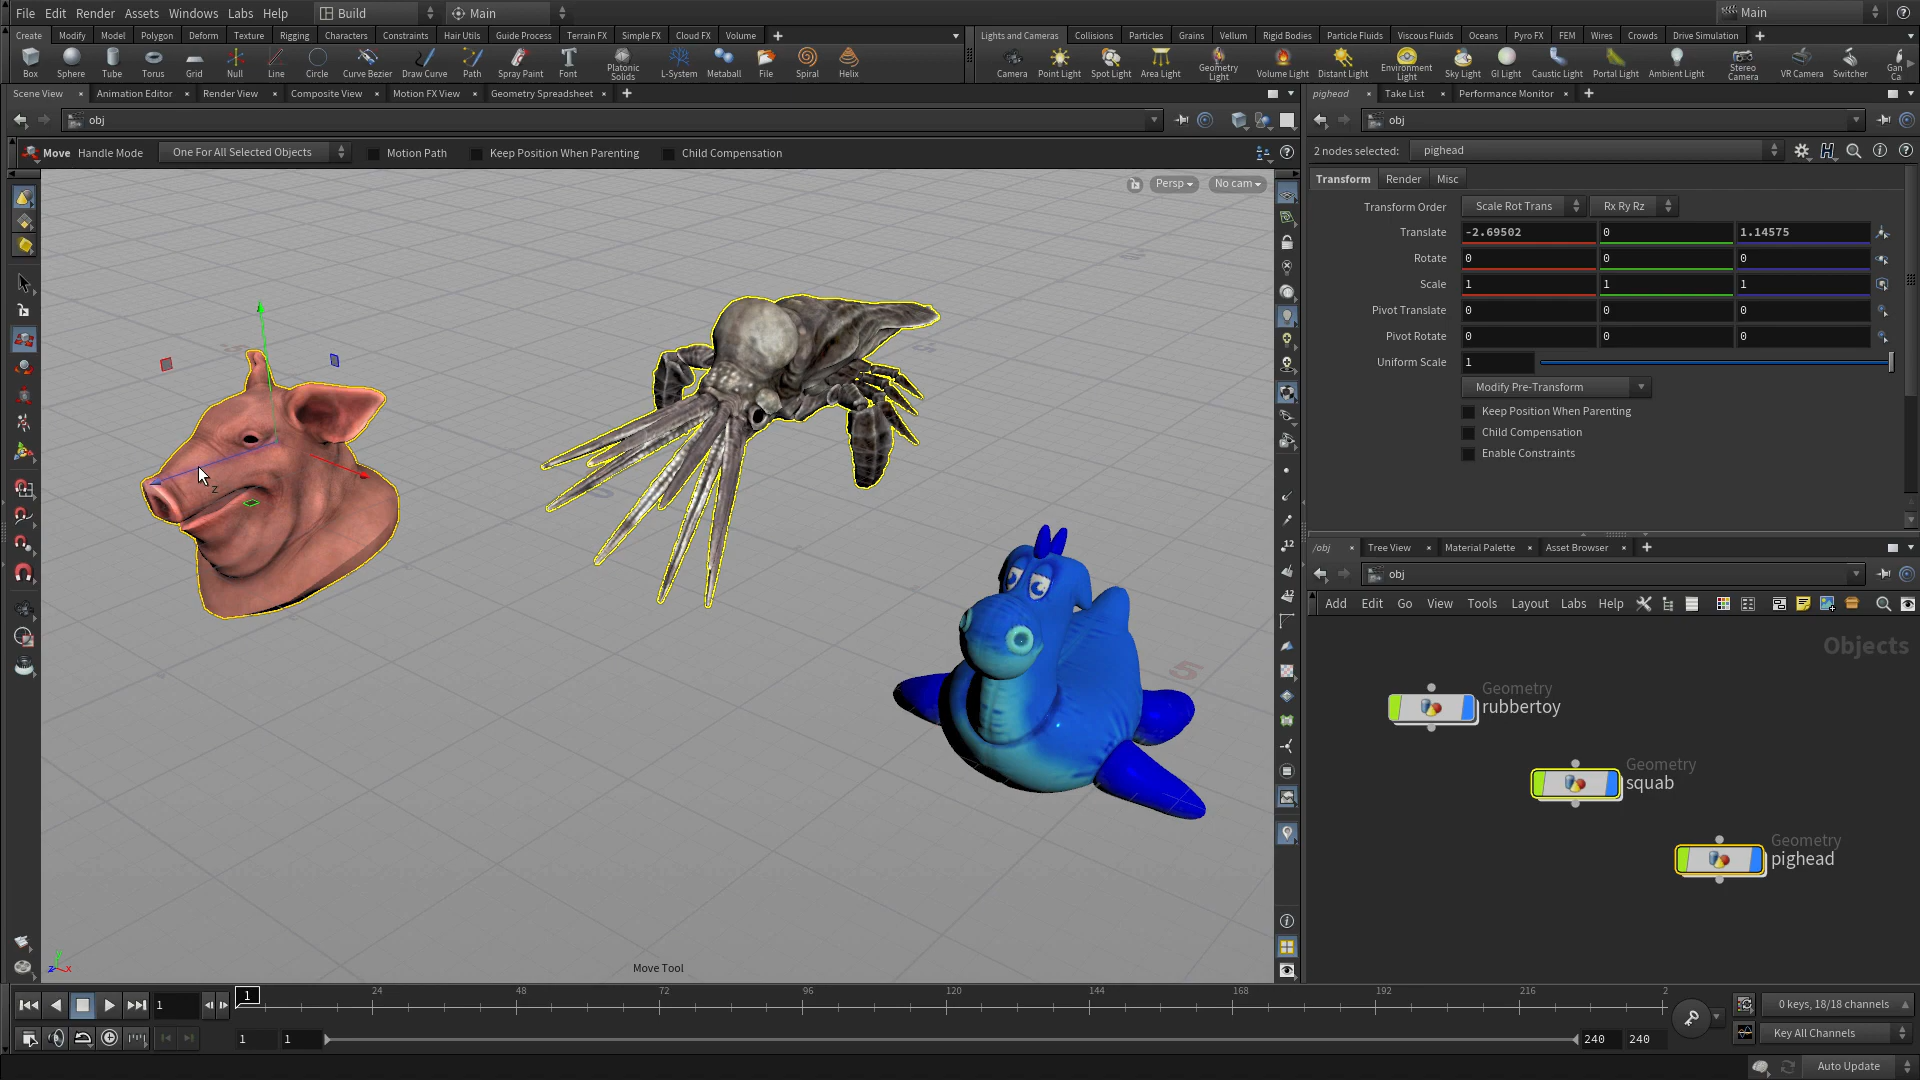 File Edit Render Assets Windows Labs Help Build Main Main
Create Modify Model Polygon Deform Texture Rigging Characters Constraints Hair Utils Guide Process Terrain FX Simple FX Cloud FX Volume
Lights and Cameras Collisions Particles Grains Vellum Rigid Bodies Particle Fluids Viscous Fluids Oceans Pyro FX FEM Wires Crowds Drive Simulation
Box Sphere Tube Torus Grid Null Line Circle Curve Bezier Draw Curve Path Spray Paint Font Platonic Solids L-System Metaball File Spiral Helix
Camera Point Light Spot Light Area Light Geometry Light Volume Light Distant Light Environment Light Sky Light GI Light Caustic Light Portal Light Ambient Light Stereo Camera VR Camera Switcher Gan Ca
Scene View Animation Editor Render View Composite View Motion FX View Geometry Spreadsheet
pighead Take List Performance Monitor
obj
obj
Move Handle Mode One For All Selected Objects Motion Path Keep Position When Parenting Child Compensation
2 nodes selected: pighead
Persp No cam
Transform Render Misc
Transform Order Scale Rot Trans Rx Ry Rz
Translate -2.69502 0 1.14575
Rotate 0 0 0
Scale 1 1 1
Pivot Translate 0 0 0
Pivot Rotate 0 0 0
Uniform Scale 1
Modify Pre-Transform
Keep Position When Parenting
Child Compensation
Enable Constraints
z
5
12
12
/obj Tree View Material Palette Asset Browser
obj
Add Edit Go View Tools Layout Labs Help
Objects
Geometry
rubbertoy
Geometry
squab
Geometry
pighead
y
z x
Move Tool
1 1 24 48 72 96 120 144 168 192 216 2
0 keys, 18/18 channels
1 1 240 240
Key All Channels
Auto Update